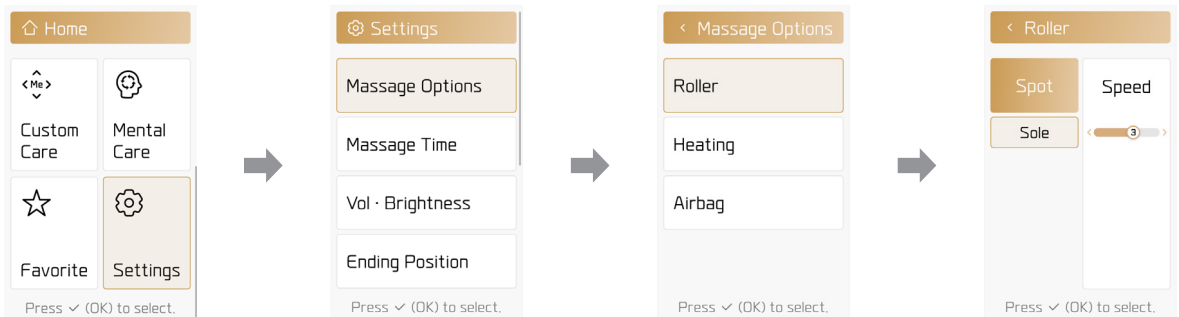 Home
Me
Custom
Care
Mental
Care
Favorite
Settings
Press ✓ (OK) to select.
Settings
Massage Options
Massage Time
Vol · Brightness
Ending Position
Press ✓ (OK) to select.
< Massage Options
Roller
Heating
Airbag
Press ✓ (OK) to select.
< Roller
Spot
Speed
Sole
< 3 >
Press ✓ (OK) to select.